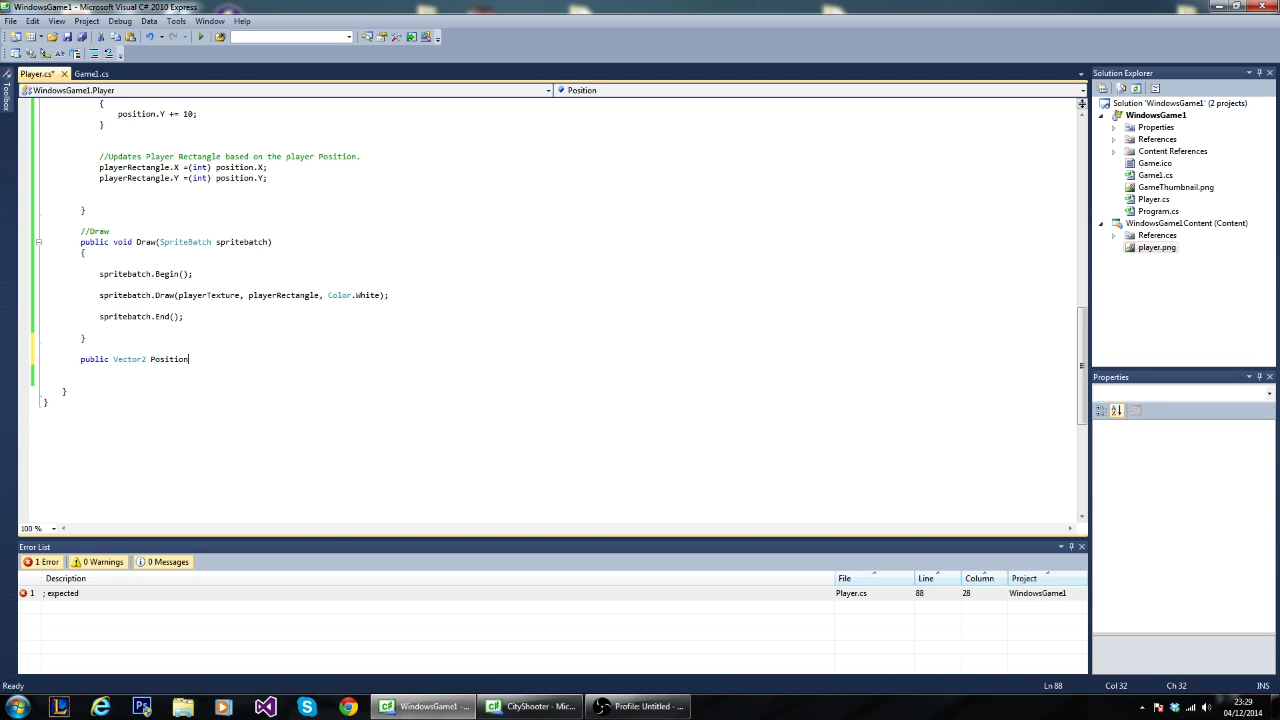 WindowsGame1 - Microsoft Visual C# 2010 Express
File Edit View Project Debug Data Tools Window Help
Player.cs* Game1.cs
WindowsGame1.Player Position
Toolbox
{
position.Y += 10;
}
//Updates Player Rectangle based on the player Position.
playerRectangle.X =(int) position.X;
playerRectangle.Y =(int) position.Y;
}
//Draw
public void Draw(SpriteBatch spritebatch)
{
spritebatch.Begin();
spritebatch.Draw(playerTexture, playerRectangle, Color.White);
spritebatch.End();
}
public Vector2 Position
}
}
100 %
Solution Explorer
Solution 'WindowsGame1' (2 projects)
WindowsGame1
Properties
References
Content References
Game.ico
Game1.cs
GameThumbnail.png
Player.cs
Program.cs
WindowsGame1Content (Content)
References
player.png
Properties
Error List
1 Error 0 Warnings 0 Messages
Description File Line Column Project
1 ; expected Player.cs 88 28 WindowsGame1
Ready Ln 88 Col 32 Ch 32 INS
WindowsGame1 -... CityShooter - Mic... Profile: Untitled - ...
23:29
04/12/2014